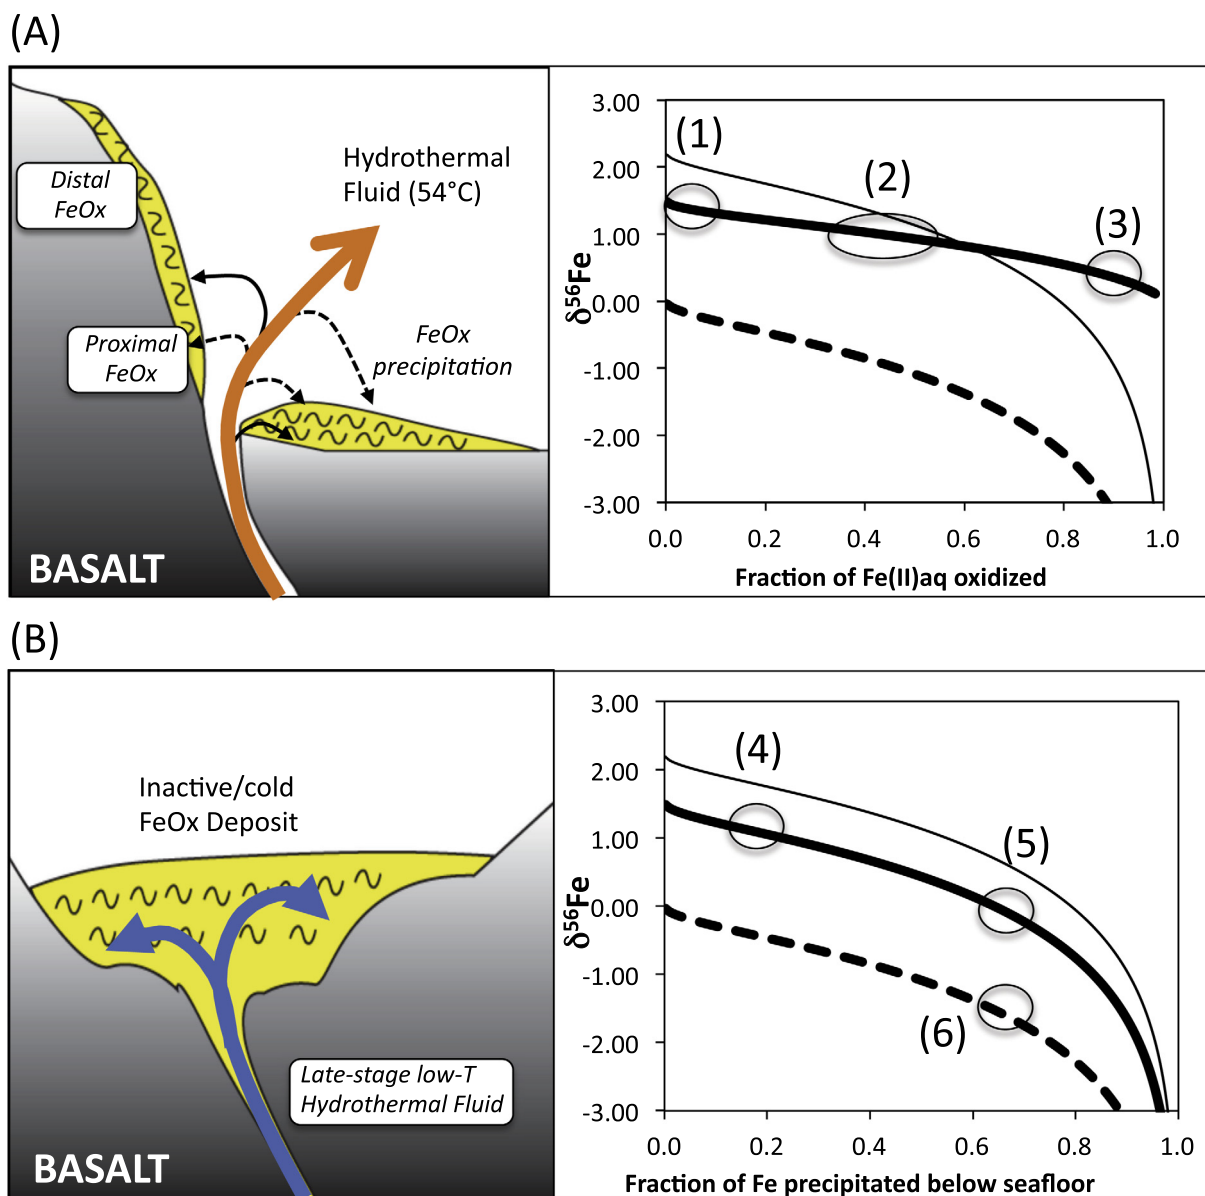 (A)
Distal
FeOx
Proximal
FeOx
Hydrothermal
Fluid (54°C)
FeOx
precipitation
BASALT
3.00
2.00
1.00
0.00
-1.00
-2.00
-3.00
δ56Fe
(1)
(2)
(3)
0.0 0.2 0.4 0.6 0.8 1.0
Fraction of Fe(II)aq oxidized
(B)
Inactive/cold
FeOx Deposit
Late-stage low-T
Hydrothermal Fluid
BASALT
3.00
2.00
1.00
0.00
-1.00
-2.00
-3.00
δ56Fe
(4)
(5)
(6)
0.0 0.2 0.4 0.6 0.8 1.0
Fraction of Fe precipitated below seafloor